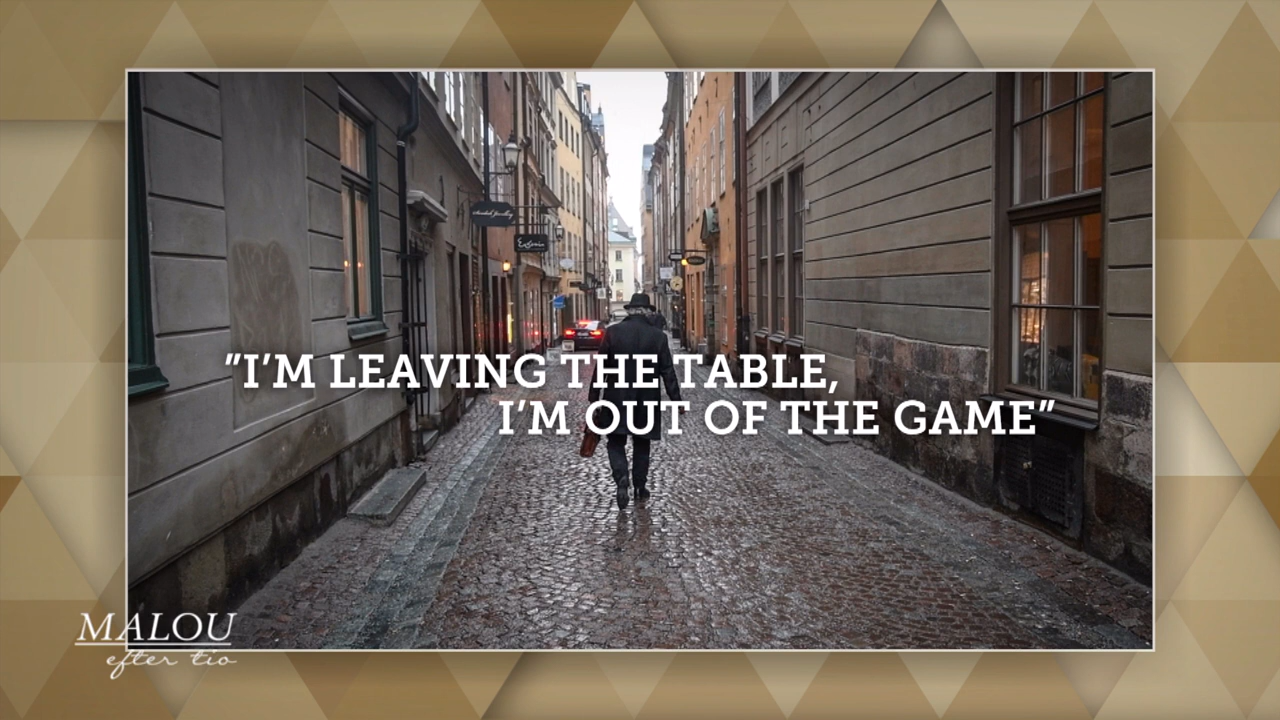 ”I’M LEAVING THE TABLE,
I’M OUT OF THE GAME”
MALOU
efter tio